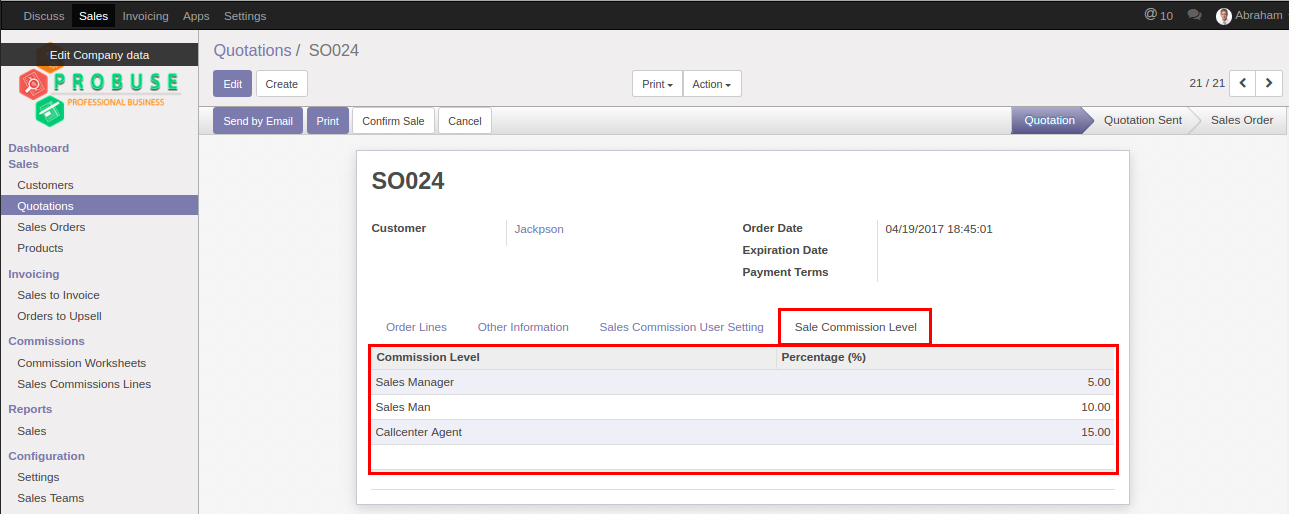 Discuss Sales Invoicing Apps Settings @ 10 Abraham
Edit Company data
PROBUSE
PROFESSIONAL BUSINESS
Quotations / SO024
Edit Create Print Action 21 / 21
Send by Email Print Confirm Sale Cancel Quotation Quotation Sent Sales Order
Dashboard
Sales
Customers
Quotations
Sales Orders
Products
Invoicing
Sales to Invoice
Orders to Upsell
Commissions
Commission Worksheets
Sales Commissions Lines
Reports
Sales
Configuration
Settings
Sales Teams
SO024
Customer Jackpson Order Date 04/19/2017 18:45:01
Expiration Date
Payment Terms
Order Lines Other Information Sales Commission User Setting Sale Commission Level
Commission Level Percentage (%)
Sales Manager 5.00
Sales Man 10.00
Callcenter Agent 15.00